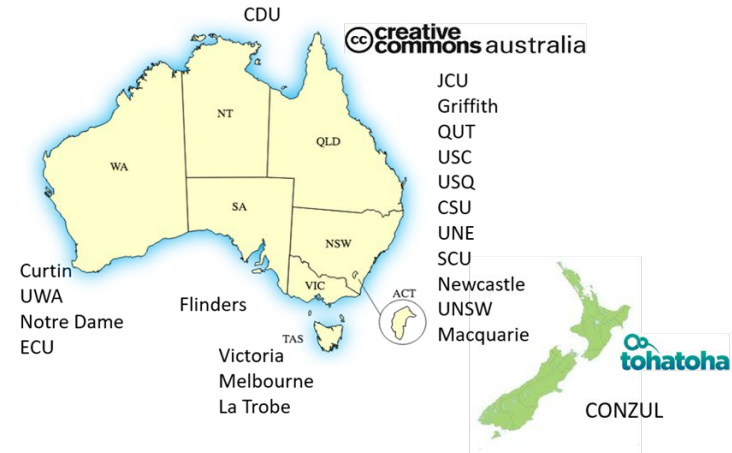 CDU
cc creative commons australia
JCU
Griffith
QUT
USC
USQ
CSU
UNE
SCU
Newcastle
UNSW
Macquarie
NT
QLD
WA
SA
NSW
VIC
ACT
TAS
Curtin
UWA
Notre Dame
ECU
Flinders
Victoria
Melbourne
La Trobe
tohatoha
CONZUL